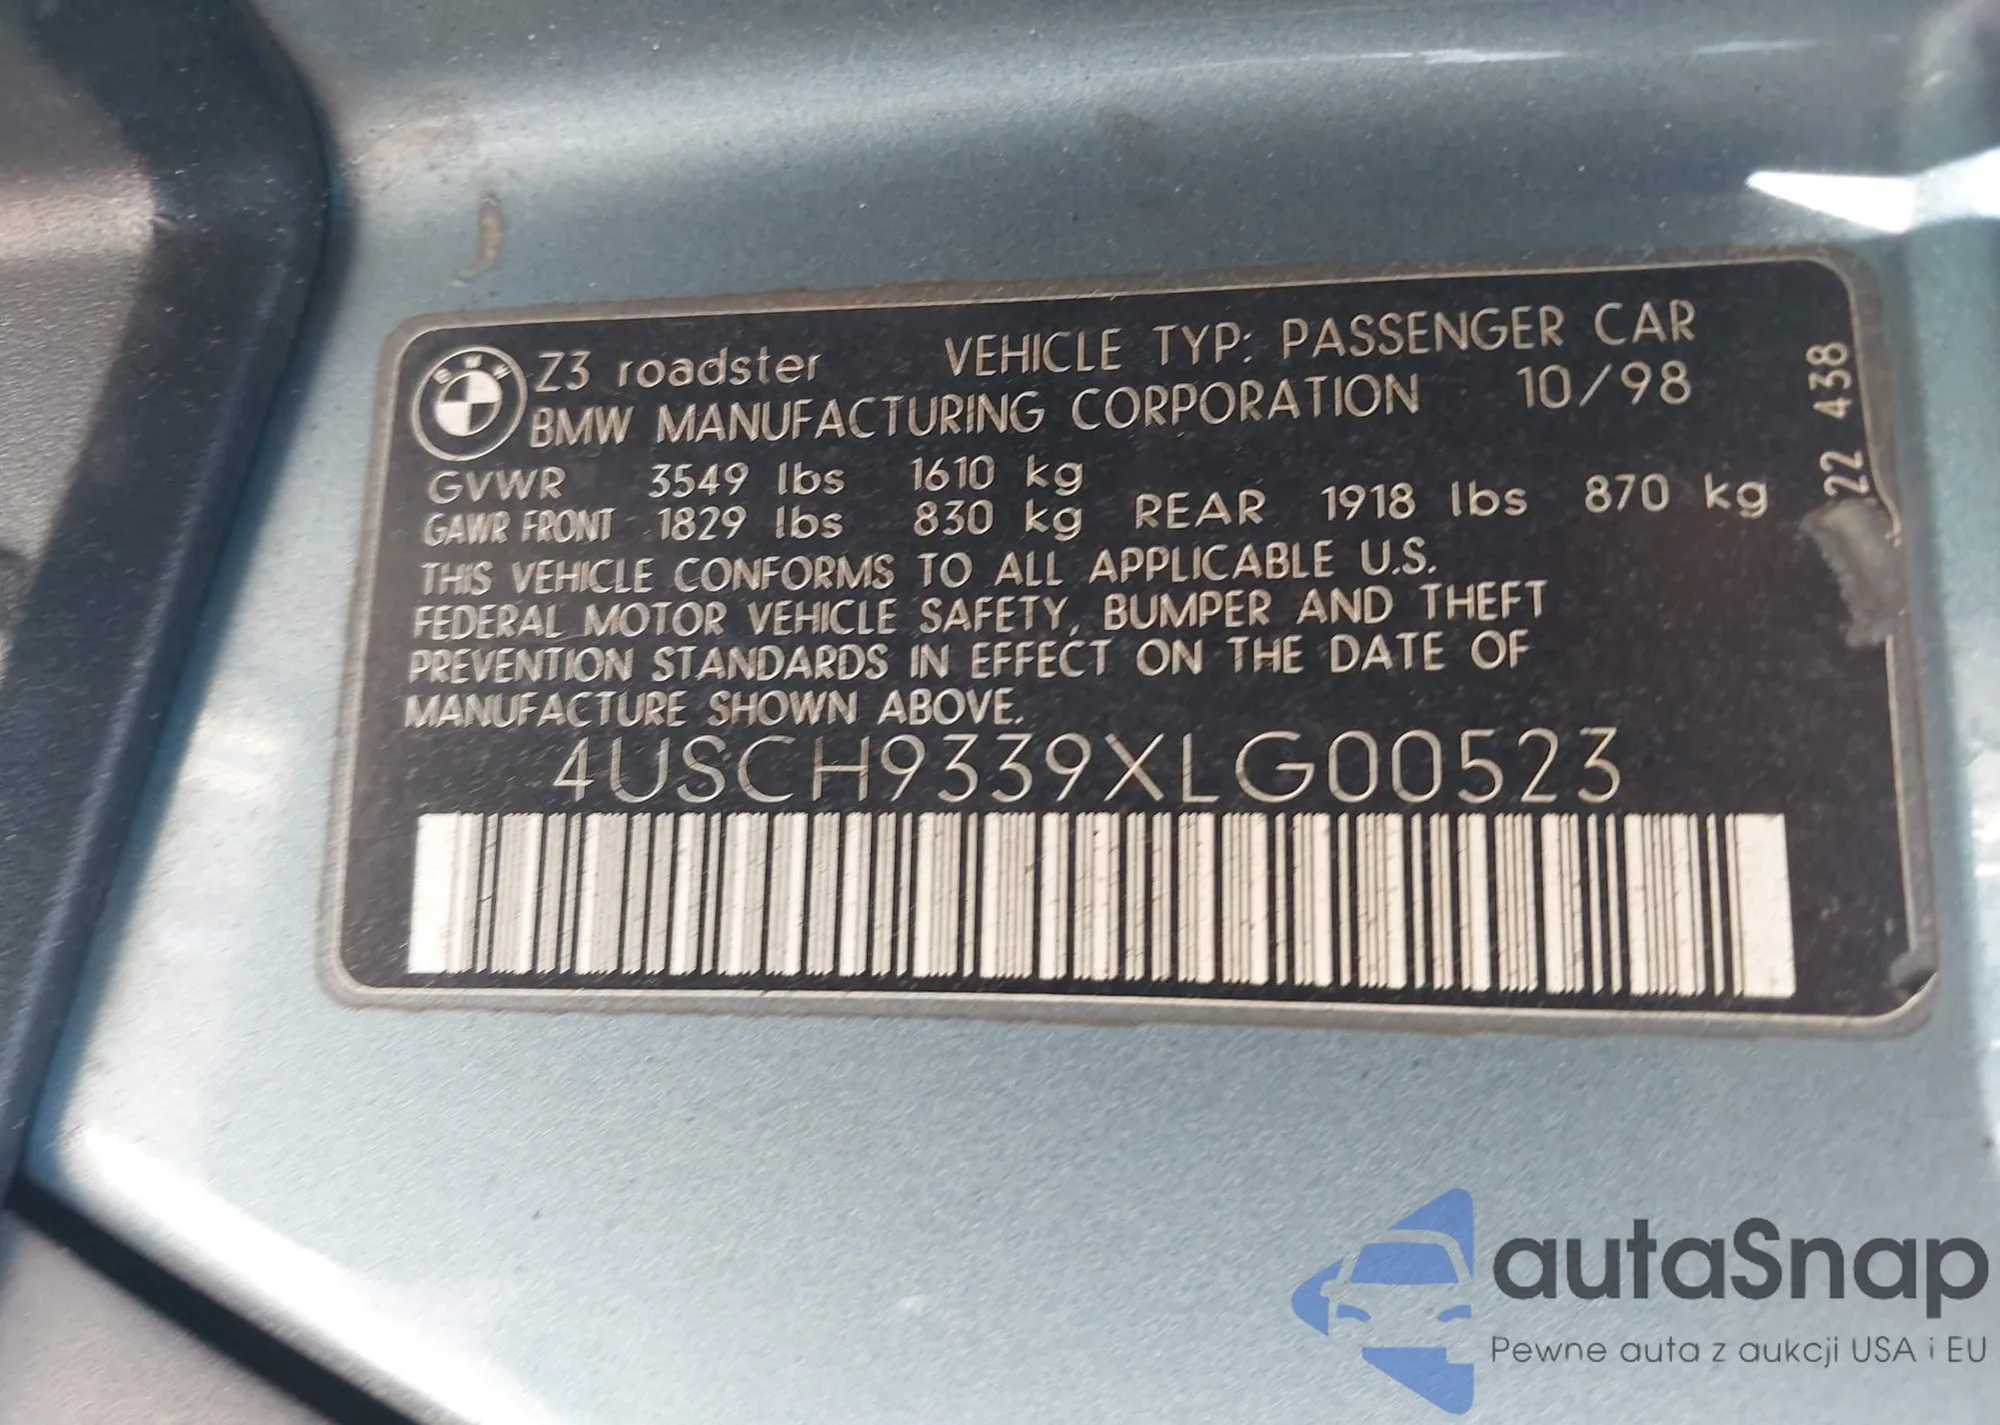 Z3 roadster VEHICLE TYP: PASSENGER CAR
BMW MANUFACTURING CORPORATION 10/98
GVWR 3549 lbs 1610 kg
GAWR FRONT 1829 lbs 830 kg REAR 1918 lbs 870 kg
THIS VEHICLE CONFORMS TO ALL APPLICABLE U.S.
FEDERAL MOTOR VEHICLE SAFETY, BUMPER AND THEFT
PREVENTION STANDARDS IN EFFECT ON THE DATE OF
MANUFACTURE SHOWN ABOVE.
4USCH9339XLG00523
22 438
autaSnap
Pewne auta z aukcji USA i EU